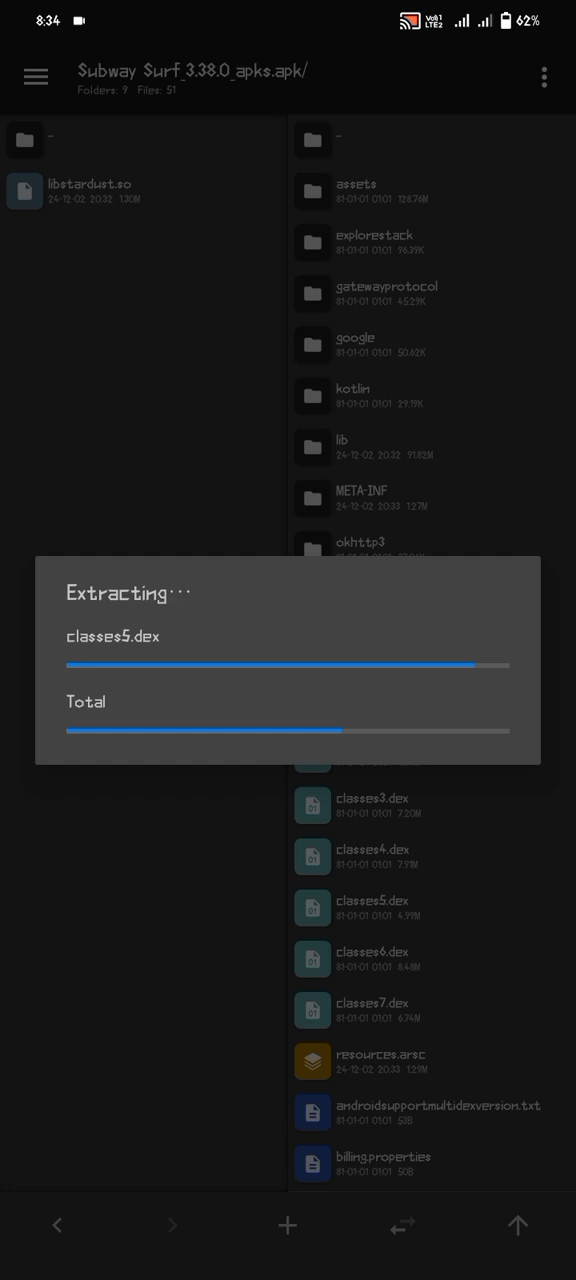 8:34
Vo))1
LTE2
62%
Subway Surf_3.38.0_apks.apk/
Folders: 9 Files: 51
..
libstardust.so
24-12-02 20:32 1.30M
..
assets
81-01-01 01:01 128.76M
explorestack
81-01-01 01:01 96.39K
gatewayprotocol
81-01-01 01:01 45.29K
google
81-01-01 01:01 50.62K
kotlin
81-01-01 01:01 29.19K
lib
24-12-02 20:32 91.82M
META-INF
24-12-02 20:33 1.27M
okhttp3
Extracting...
classes5.dex
Total
classes3.dex
81-01-01 01:01 7.20M
classes4.dex
81-01-01 01:01 7.91M
classes5.dex
81-01-01 01:01 4.99M
classes6.dex
81-01-01 01:01 8.48M
classes7.dex
81-01-01 01:01 6.74M
resources.arsc
24-12-02 20:33 1.29M
androidsupportmultidexversion.txt
81-01-01 01:01 53B
billing.properties
81-01-01 01:01 50B